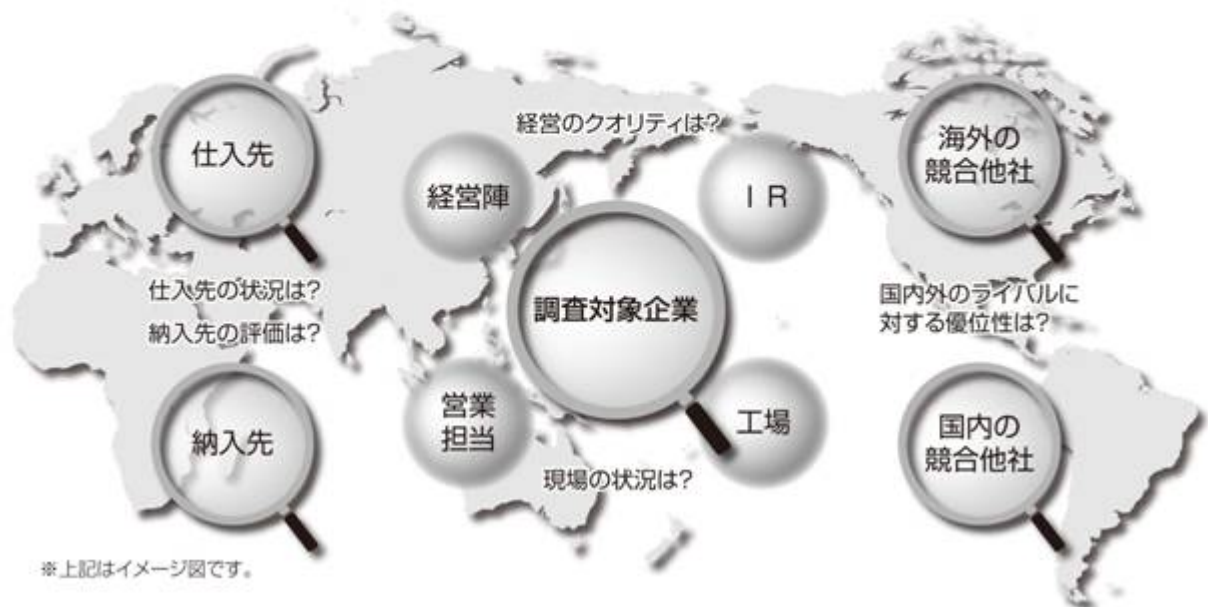 経営のクオリティは?
仕入先
経営陣
IR
海外の
競合他社
仕入先の状況は?
納入先の評価は?
調査対象企業
国内外のライバルに
対する優位性は?
納入先
営業
担当
工場
国内の
競合他社
現場の状況は?
※上記はイメージ図です。